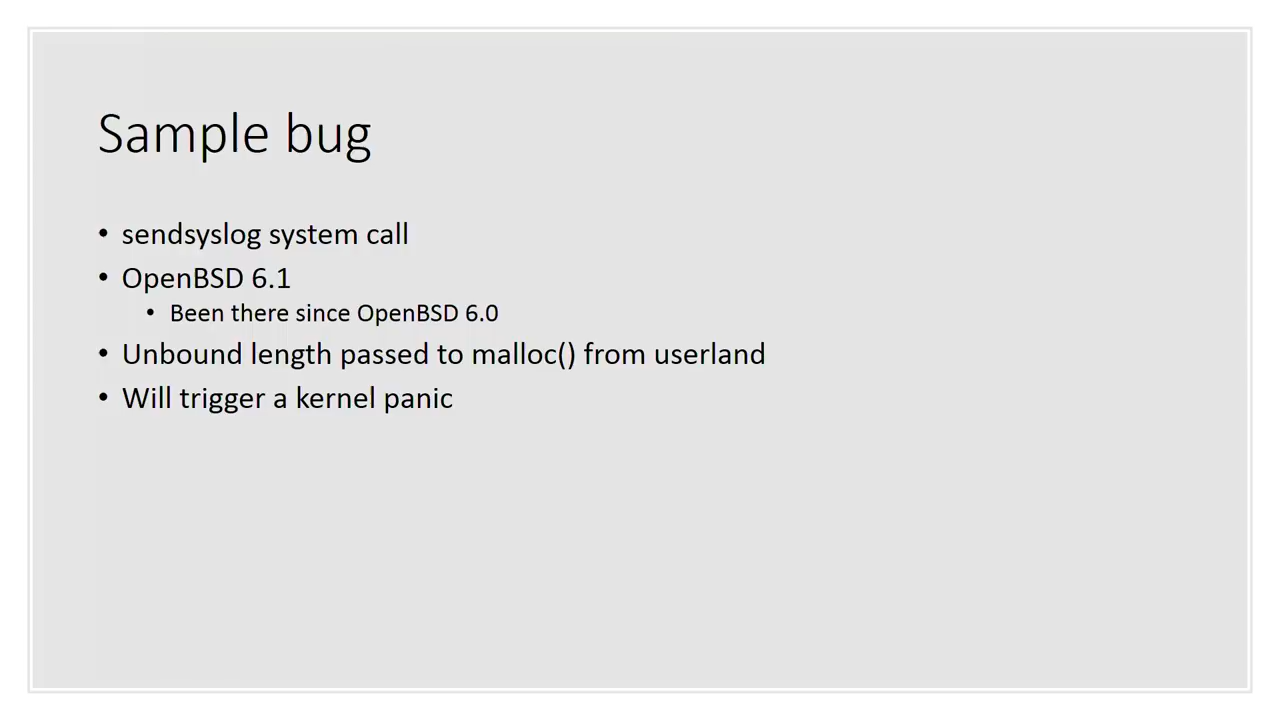 Sample bug
• sendsyslog system call
• OpenBSD 6.1
• Been there since OpenBSD 6.0
• Unbound length passed to malloc() from userland
• Will trigger a kernel panic